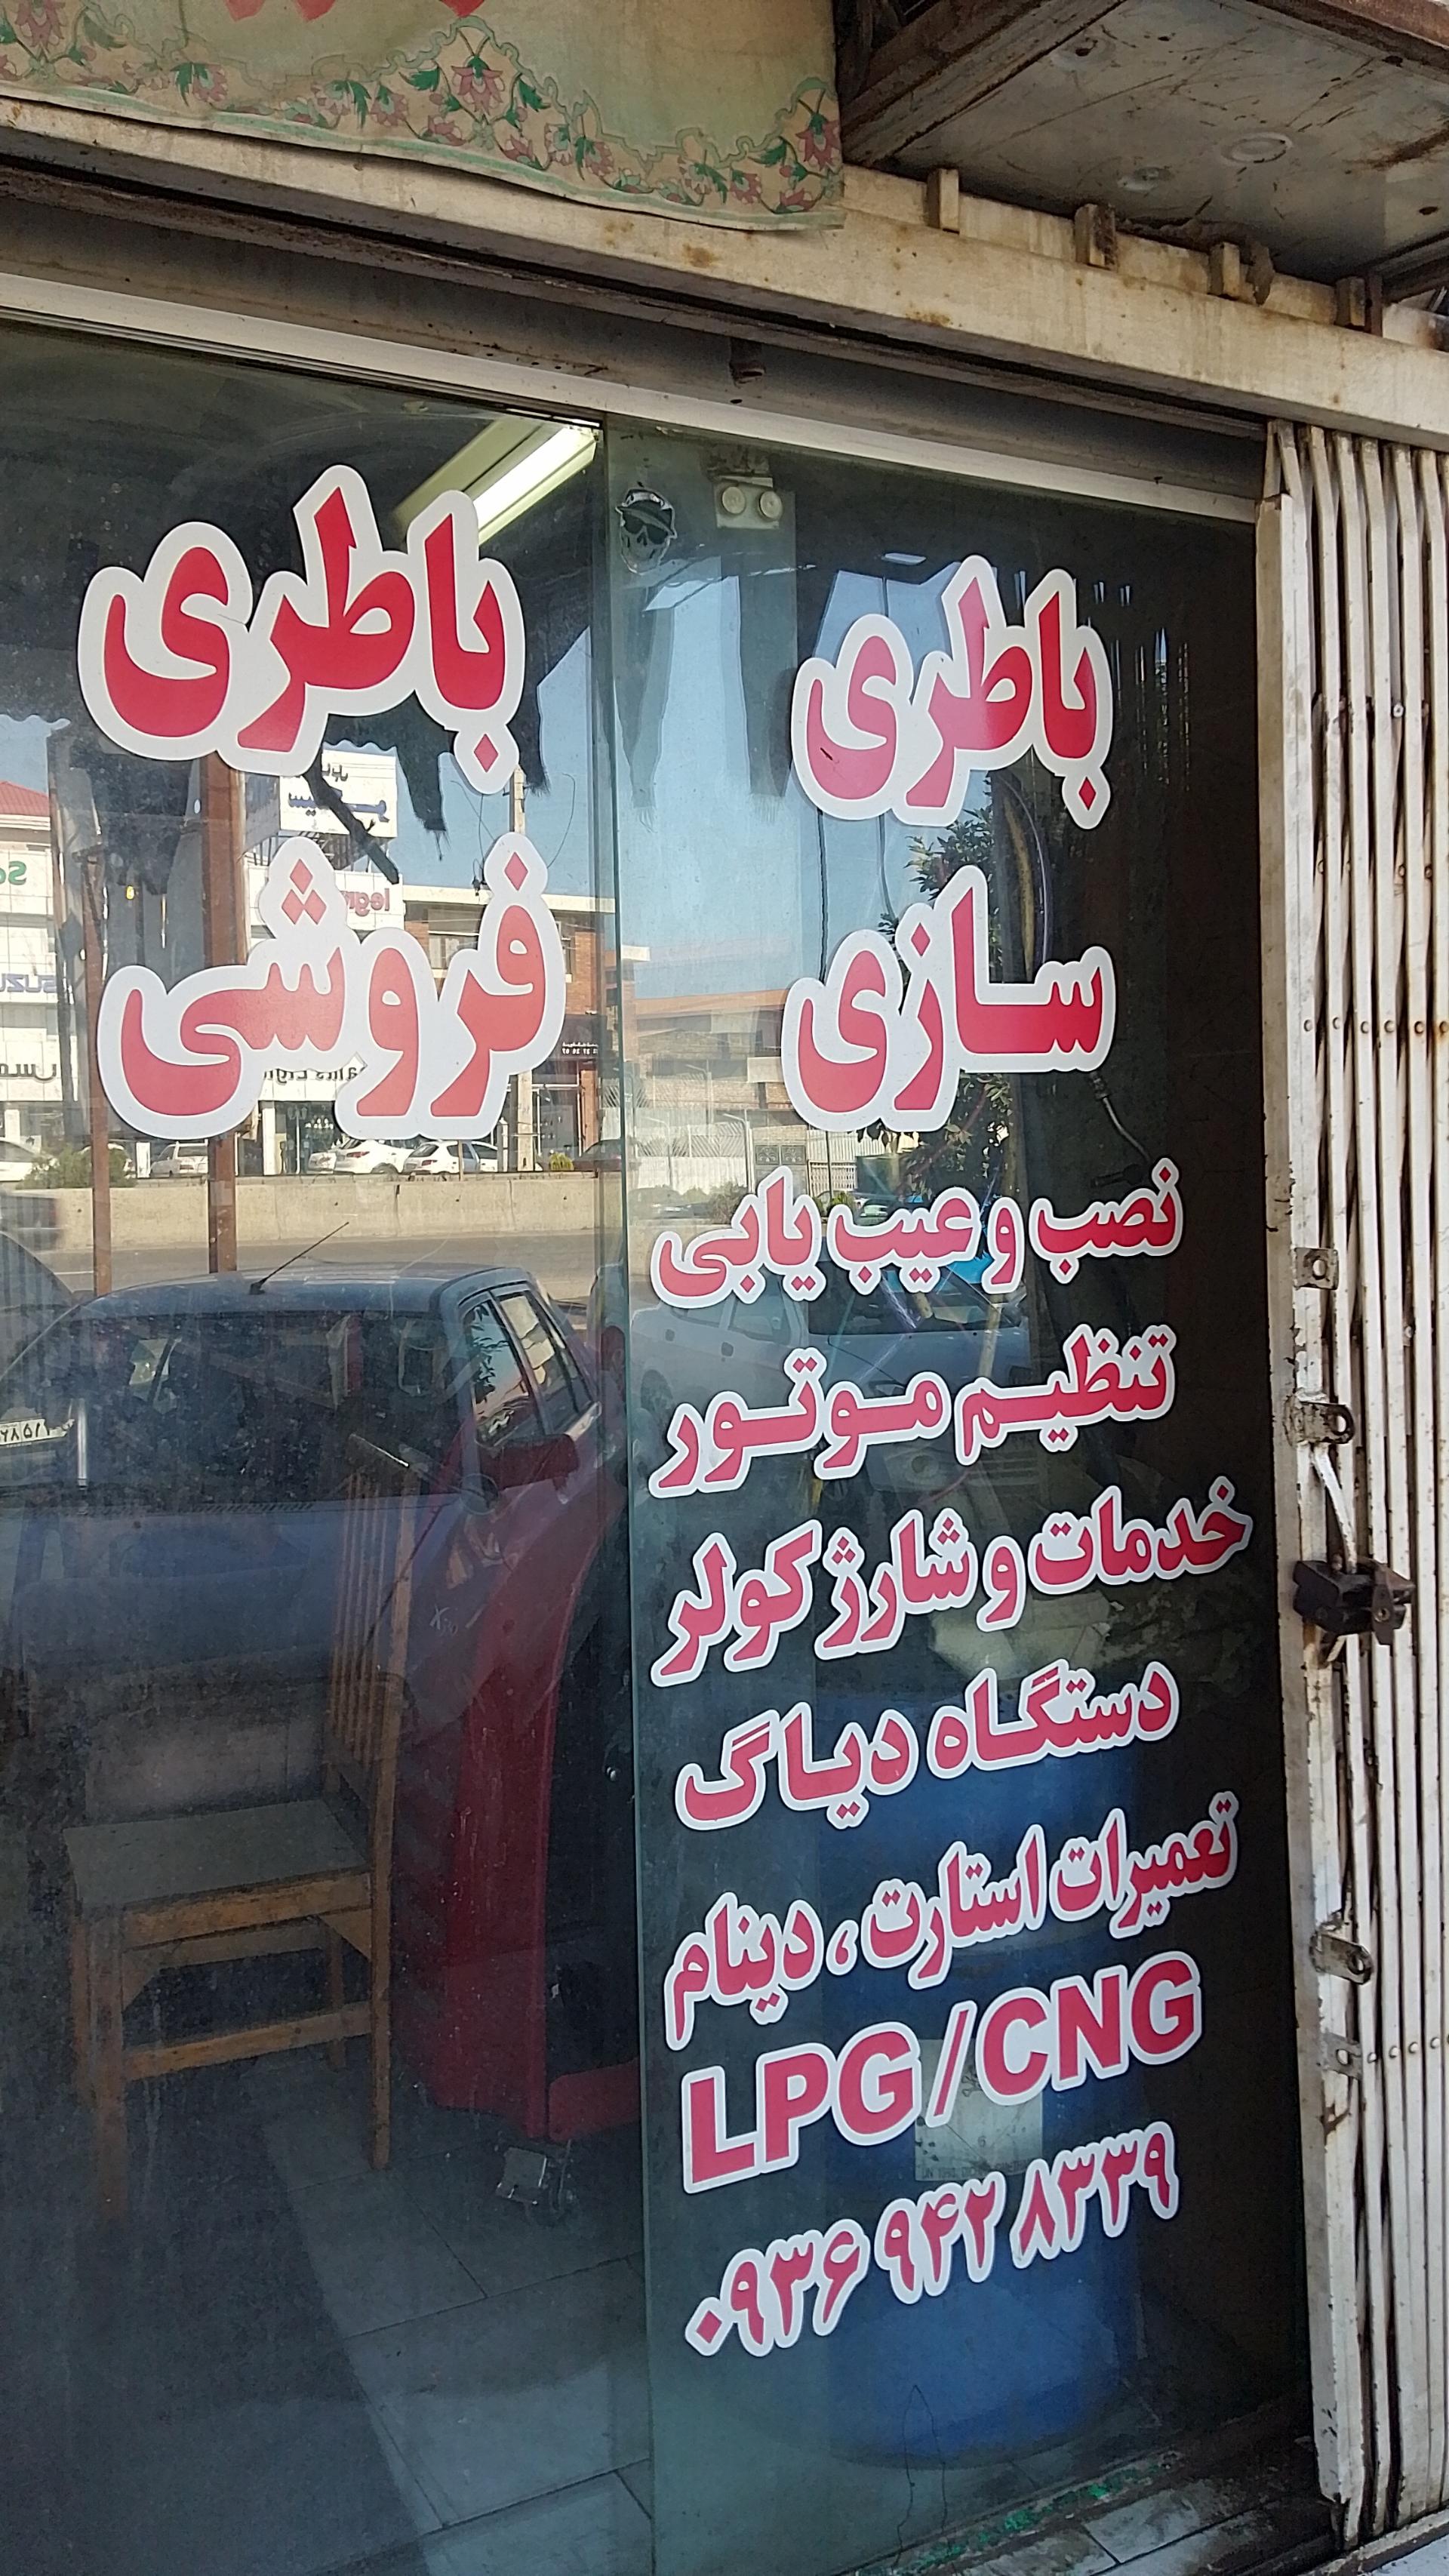 باطری
سازی
نصب و عیب یابی
تنظیم موتور
خدمات و شارژ کولر
دستگاه دیاگ
تعمیرات استارت، دینام
LPG/CNG
۰۹۳۶ ۹۴۲ ۸۳۳۹
باطری
فروشی